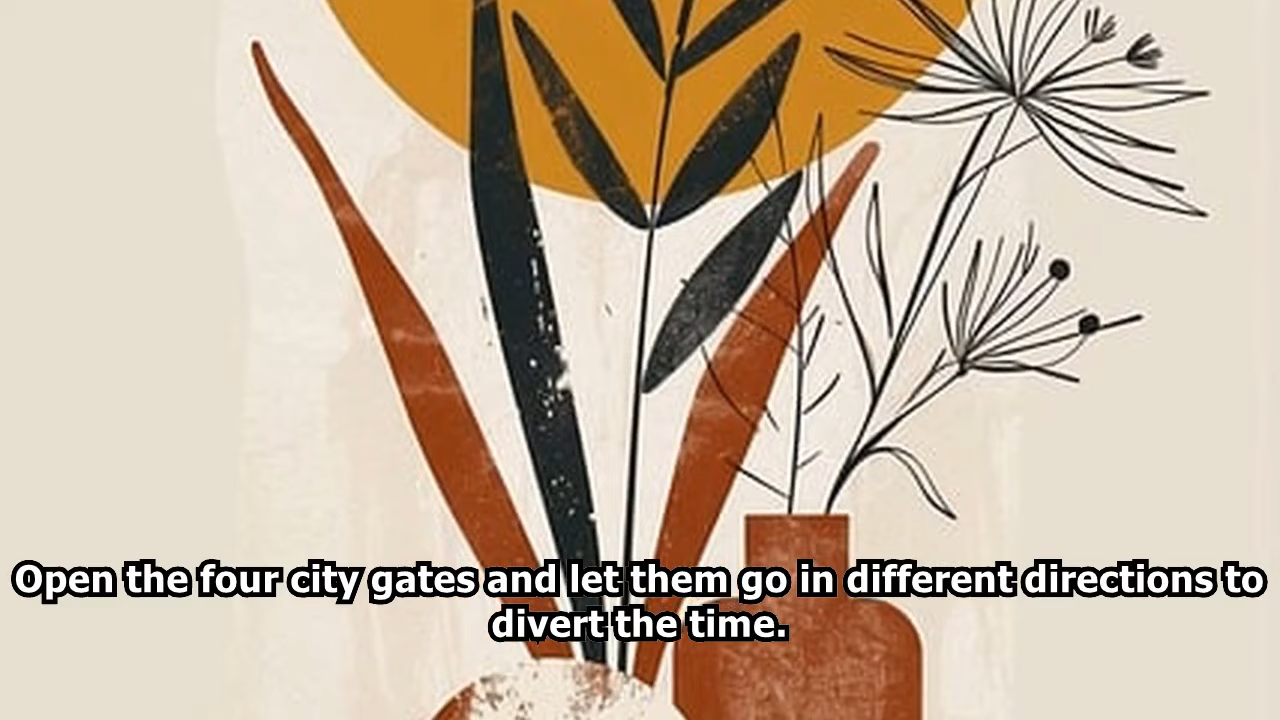 Open the four city gates and let them go in different directions to
divert the time.